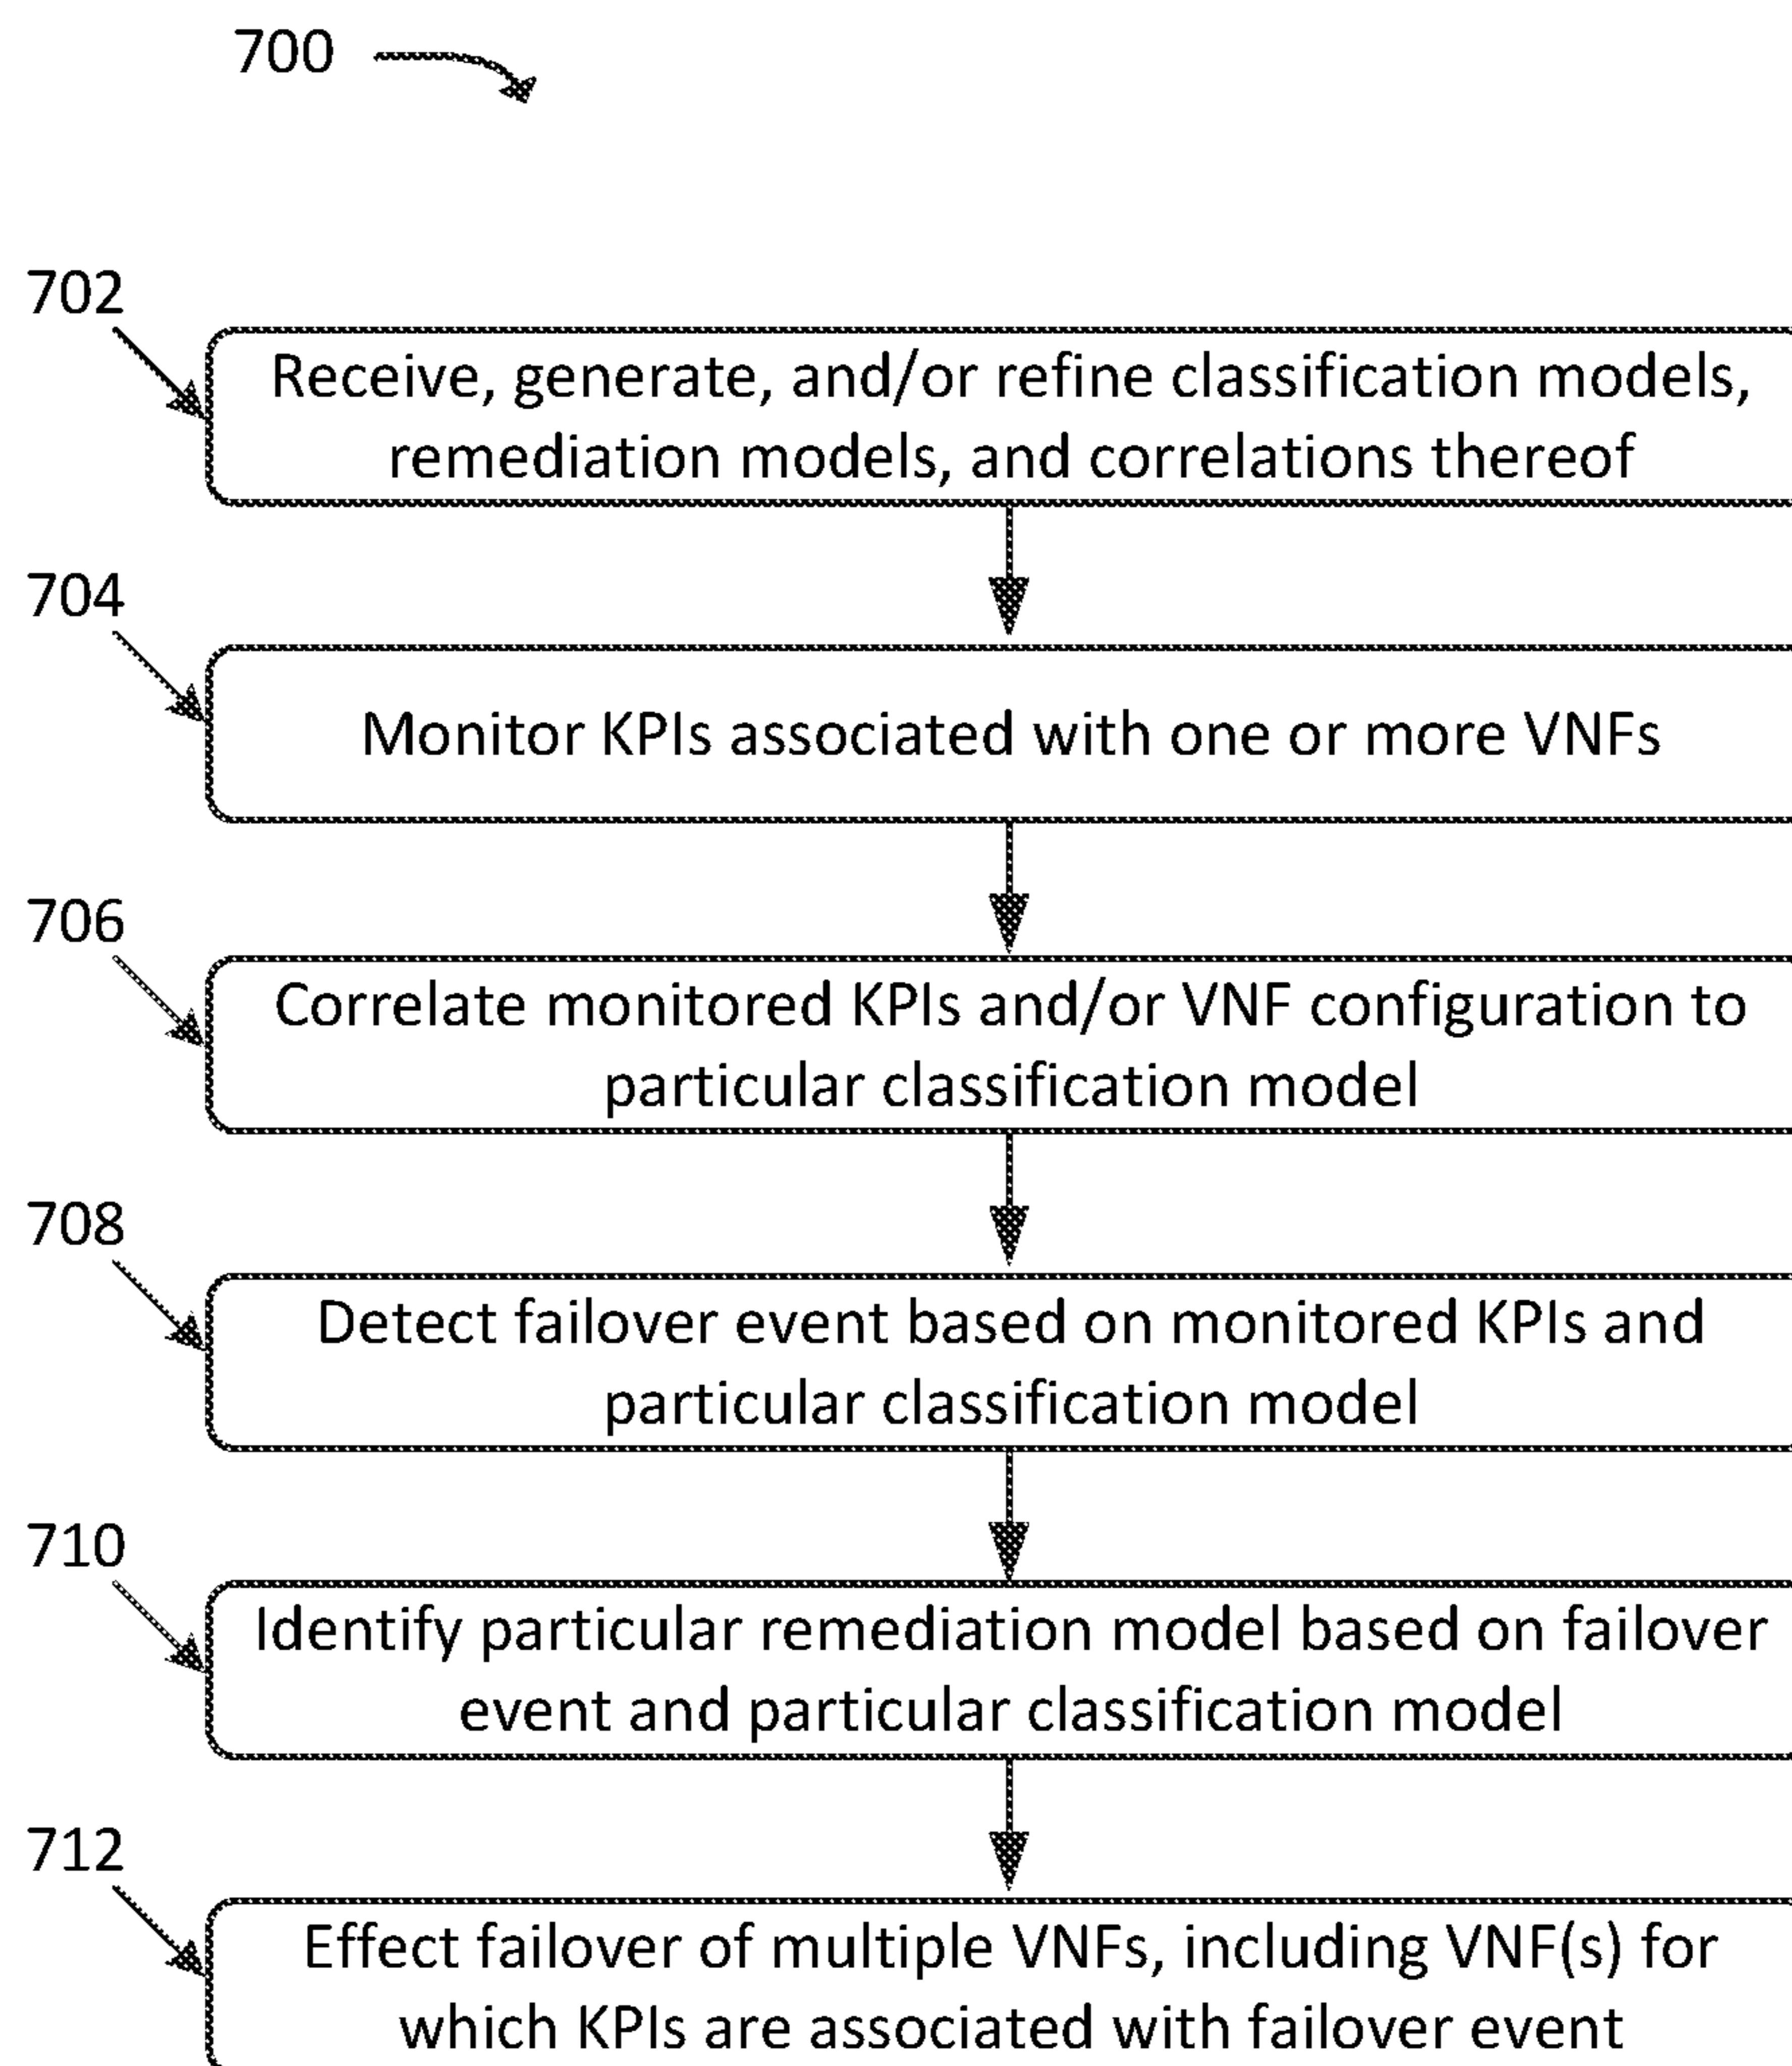 700
702
Receive, generate, and/or refine classification models,
remediation models, and correlations thereof
704
Monitor KPIs associated with one or more VNFs
706
Correlate monitored KPIs and/or VNF configuration to
particular classification model
708
Detect failover event based on monitored KPIs and
particular classification model
710
Identify particular remediation model based on failover
event and particular classification model
712
Effect failover of multiple VNFs, including VNF(s) for
which KPIs are associated with failover event